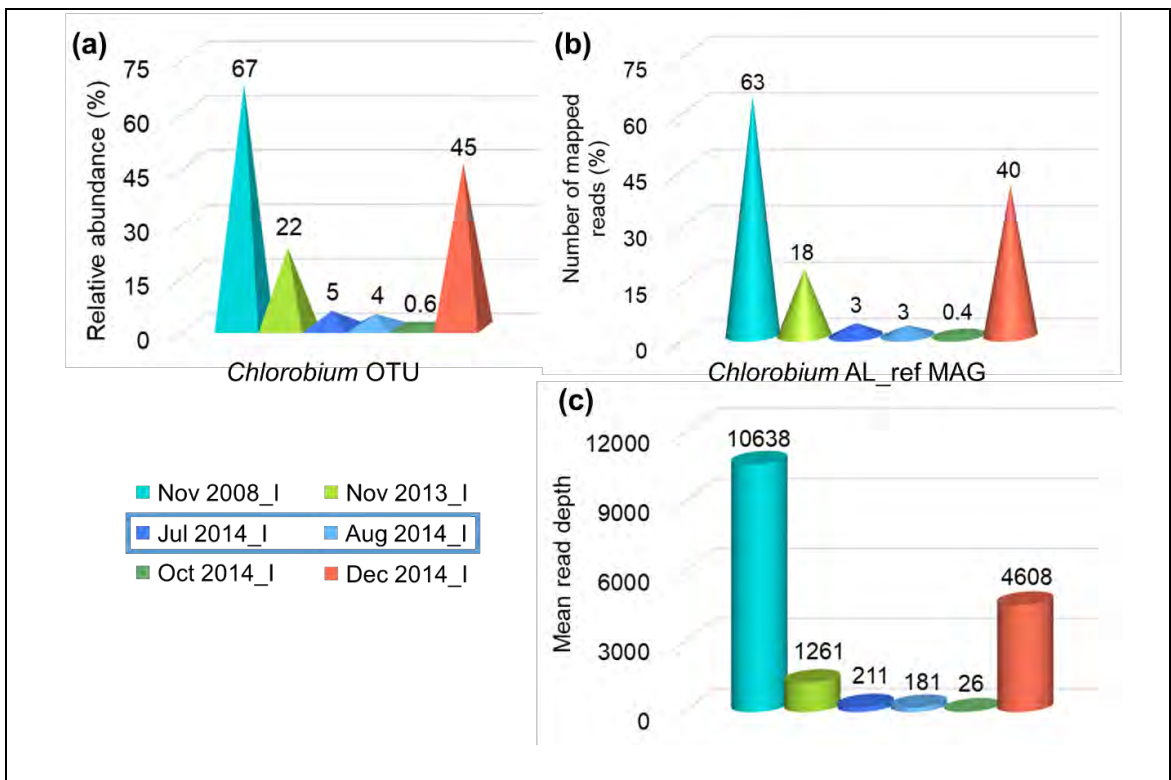 (a)
Relative abundance (%)
75
60
45
30
15
0
67
22
5
4
0.6
45
Chlorobium OTU
(b)
Number of mapped
reads (%)
75
60
45
30
15
0
63
18
3
3
0.4
40
Chlorobium AL_ref MAG
(c)
Mean read depth
12000
9000
6000
3000
0
10638
1261
211
181
26
4608
Nov 2008_I
Nov 2013_I
Jul 2014_I
Aug 2014_I
Oct 2014_I
Dec 2014_I